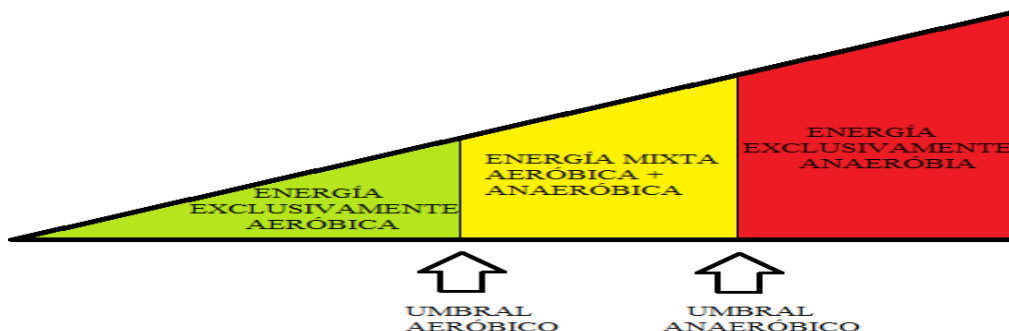 ENERGÍA
EXCLUSIVAMENTE
AERÓBICA
ENERGÍA MIXTA
AERÓBICA +
ANAERÓBICA
ENERGÍA
EXCLUSIVAMENTE
ANAERÓBIA
UMBRAL
AERÓBICO
UMBRAL
ANAERÓBICO